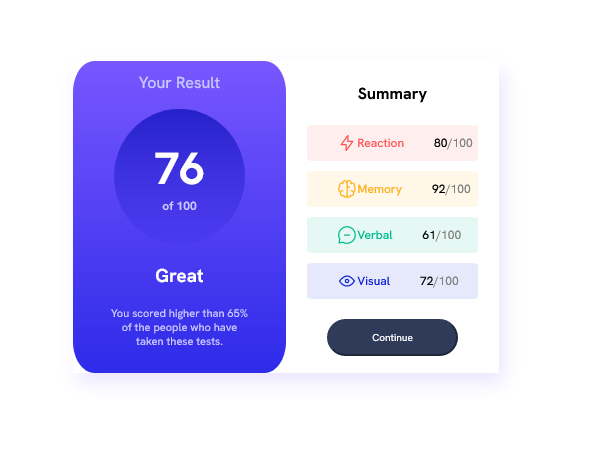 Your Result
76
of 100
Great
You scored higher than 65%
of the people who have
taken these tests.
Summary
Reaction 80/100
Memory 92/100
Verbal 61/100
Visual 72/100
Continue